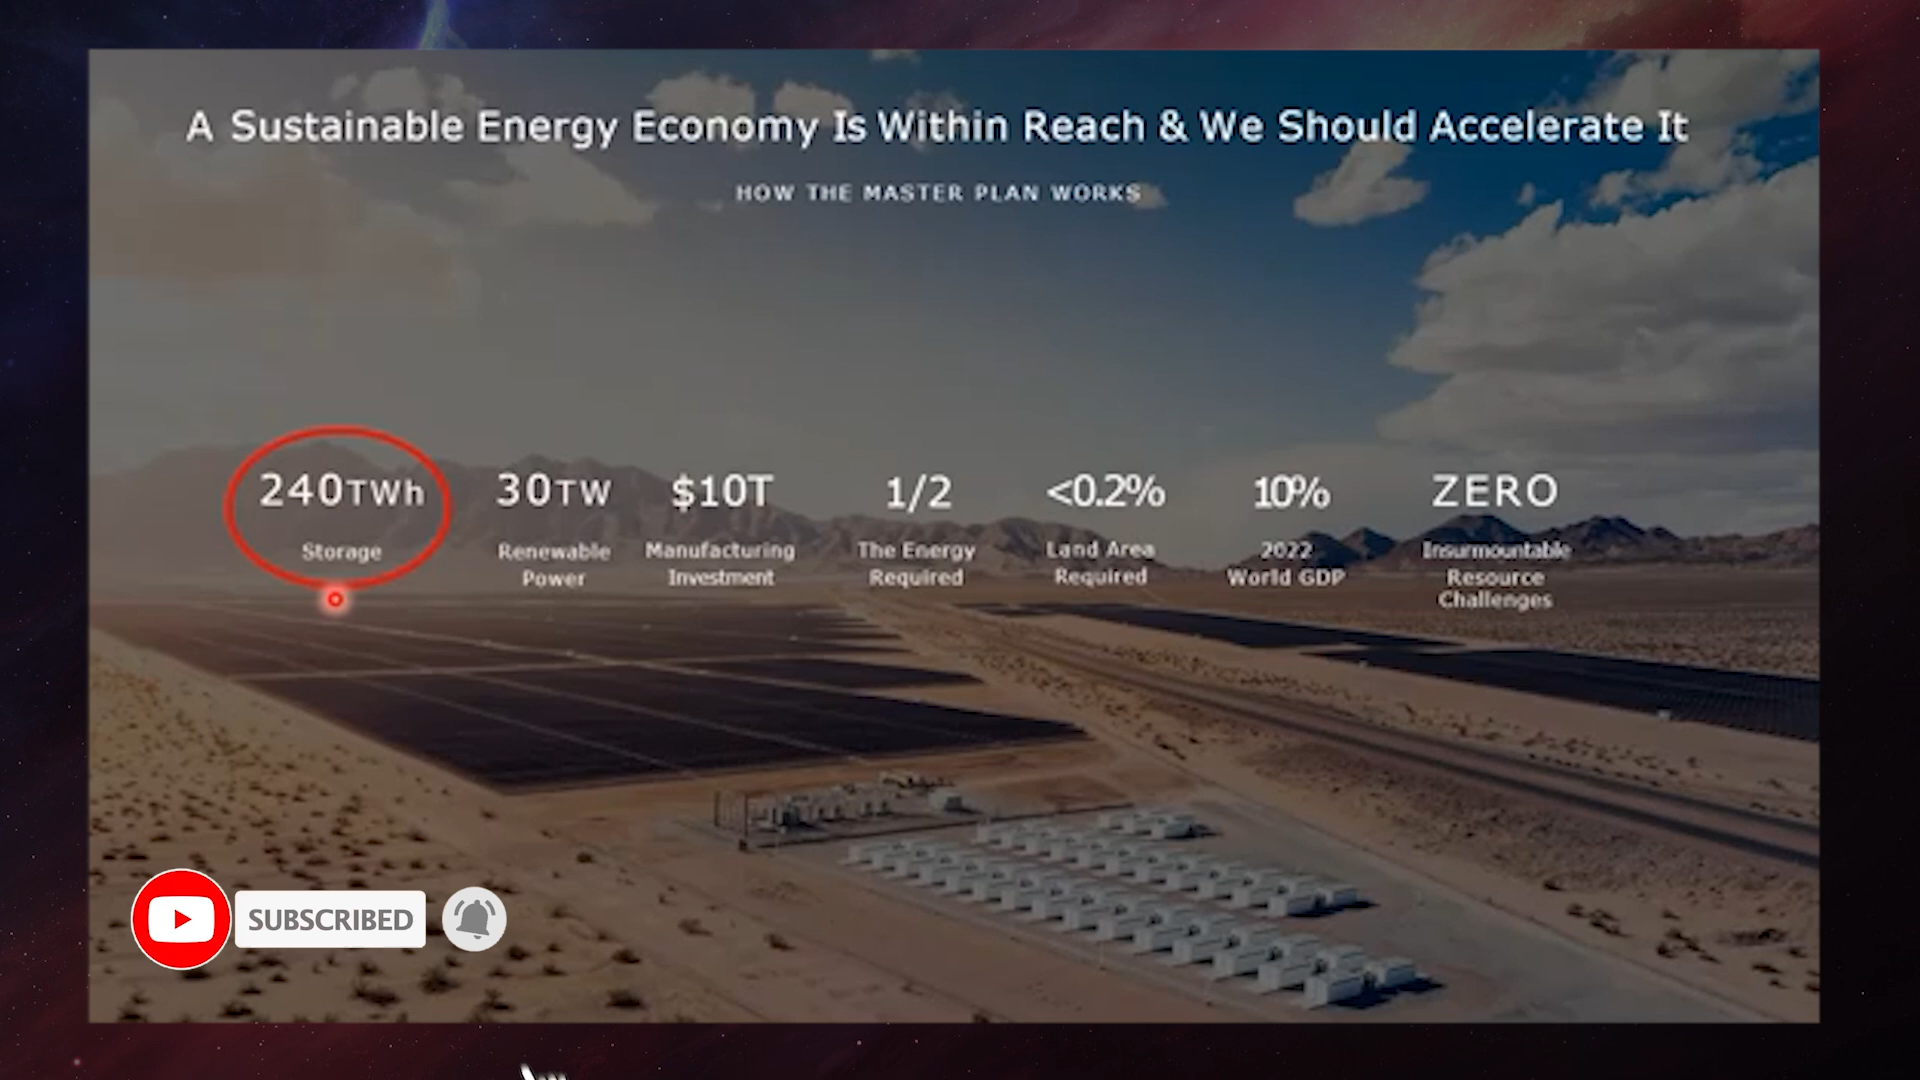 A Sustainable Energy Economy Is Within Reach & We Should Accelerate It
HOW THE MASTER PLAN WORKS
240TWh
Storage
30TW
Renewable
Power
$10T
Manufacturing
Investment
1/2
The Energy
Required
<0.2%
Land Area
Required
10%
2022
World GDP
ZERO
Insurmountable
Resource
Challenges
SUBSCRIBED